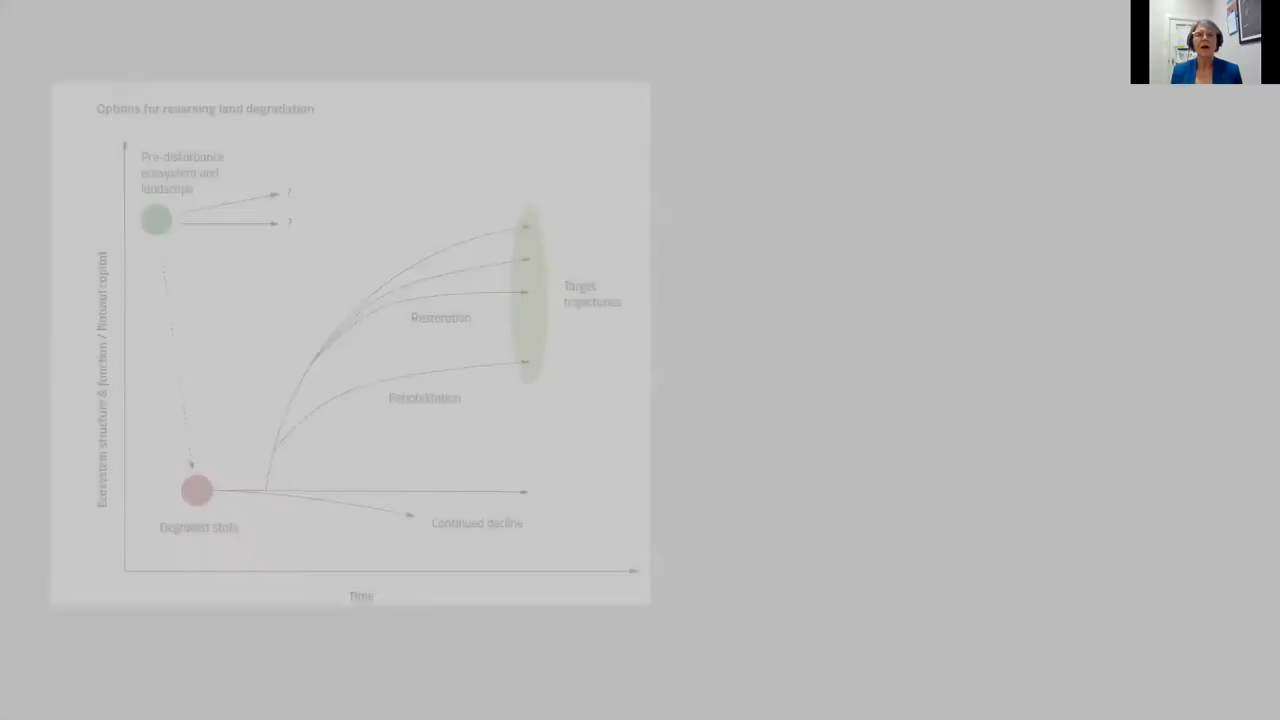 Options for reversing land degradation
Pre-disturbance
ecosystem and
landscape
?
?
Ecosystem structure & function / Natural capital
Target
trajectories
Restoration
Rehabilitation
Degraded state
Continued decline
Time